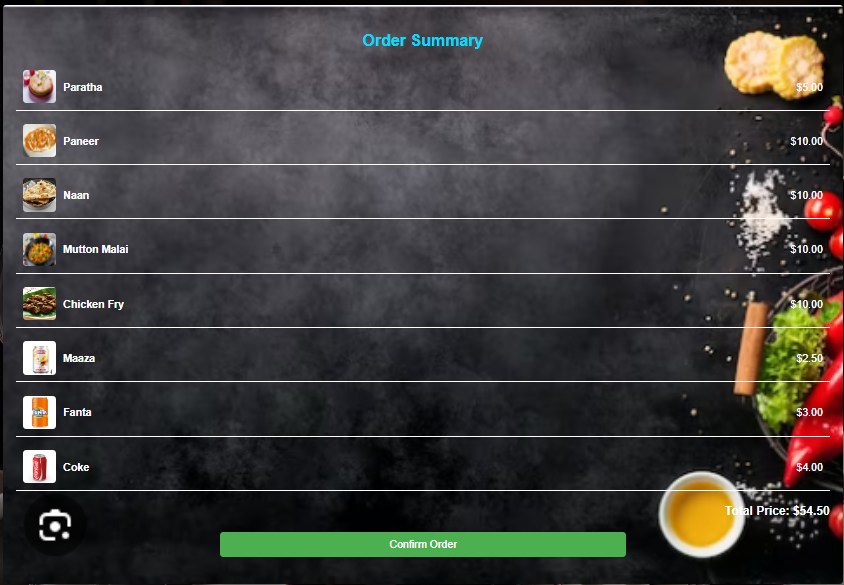 Order Summary
Paratha $5.00
Paneer $10.00
Naan $10.00
Mutton Malai $10.00
Chicken Fry $10.00
Maaza $2.50
Fanta $3.00
Coke $4.00
Total Price: $54.50
Confirm Order